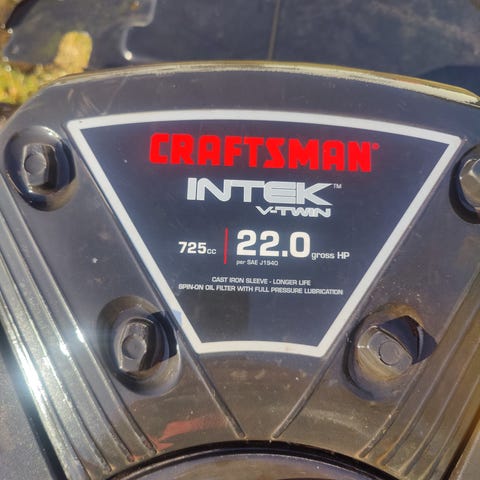 CRAFTSMAN®
INTEK™
V-TWIN
725cc 22.0 gross HP
per SAE J1940
CAST IRON SLEEVE - LONGER LIFE
SPIN-ON OIL FILTER WITH FULL PRESSURE LUBRICATION